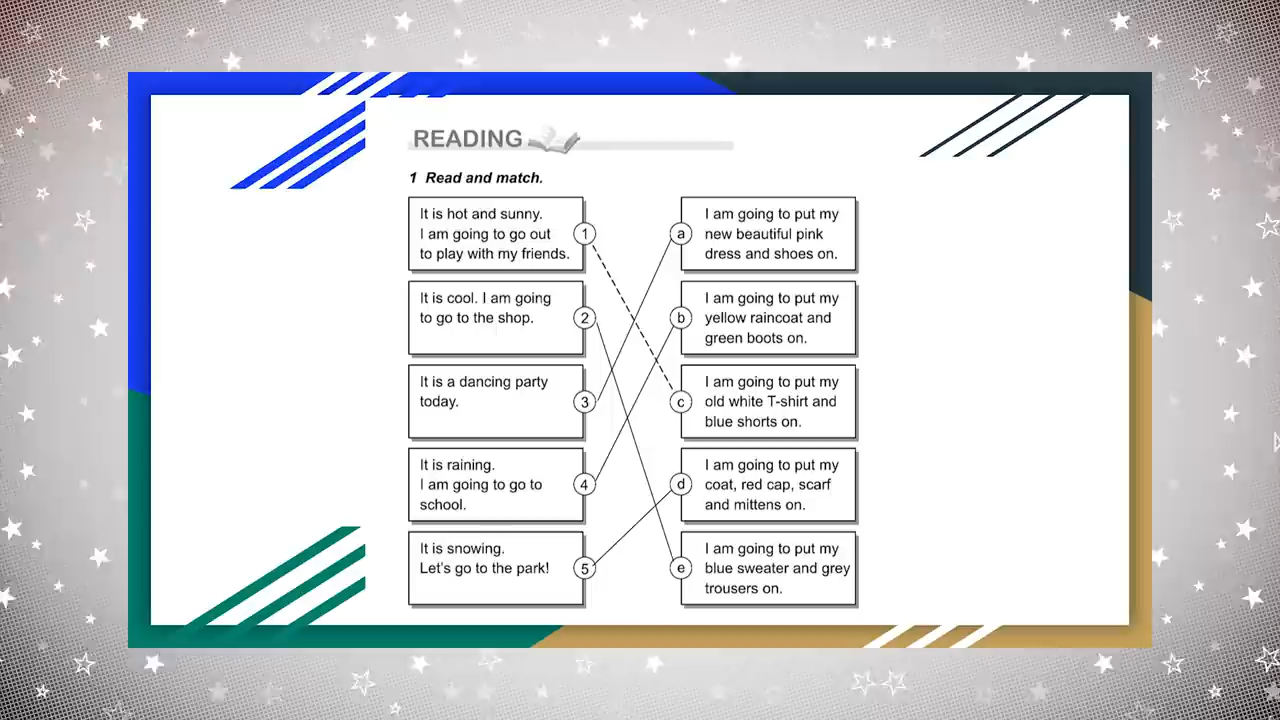 READING
1 Read and match.
It is hot and sunny.
I am going to go out
to play with my friends.
1
a
I am going to put my
new beautiful pink
dress and shoes on.
It is cool. I am going
to go to the shop.
2
b
I am going to put my
yellow raincoat and
green boots on.
It is a dancing party
today.
3
c
I am going to put my
old white T-shirt and
blue shorts on.
It is raining.
I am going to go to
school.
4
d
I am going to put my
coat, red cap, scarf
and mittens on.
It is snowing.
Let's go to the park!
5
e
I am going to put my
blue sweater and grey
trousers on.